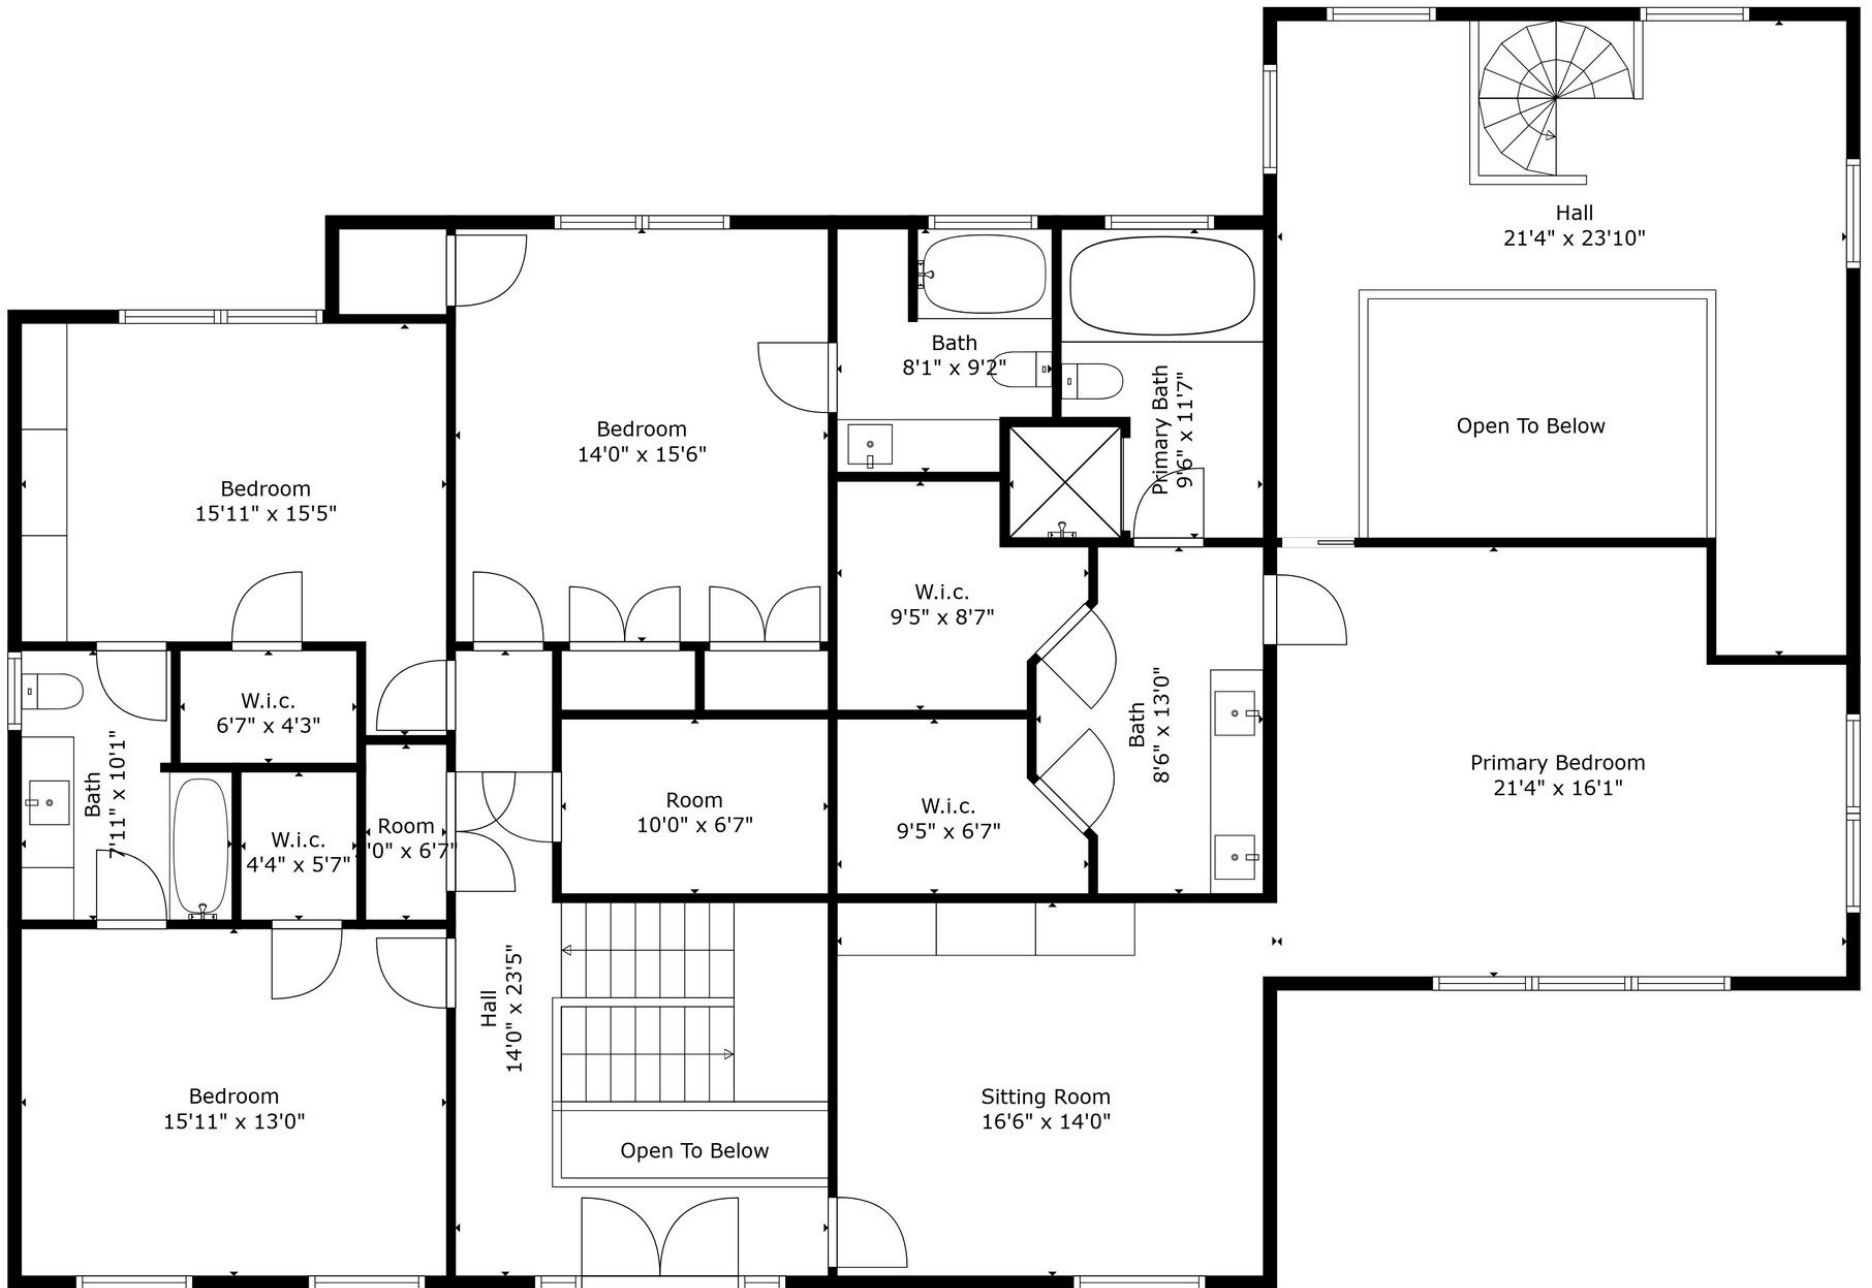 Hall
21'4" x 23'10"
Open To Below
Bath
8'1" x 9'2"
Primary Bath
9'6" x 11'7"
Bedroom
14'0" x 15'6"
Bedroom
15'11" x 15'5"
W.i.c.
9'5" x 8'7"
W.i.c.
6'7" x 4'3"
Bath
8'6" x 13'0"
Primary Bedroom
21'4" x 16'1"
Bath
7'11" x 10'1"
W.i.c.
4'4" x 5'7"
Room
'0" x 6'7"
Room
10'0" x 6'7"
W.i.c.
9'5" x 6'7"
Hall
14'0" x 23'5"
Bedroom
15'11" x 13'0"
Open To Below
Sitting Room
16'6" x 14'0"